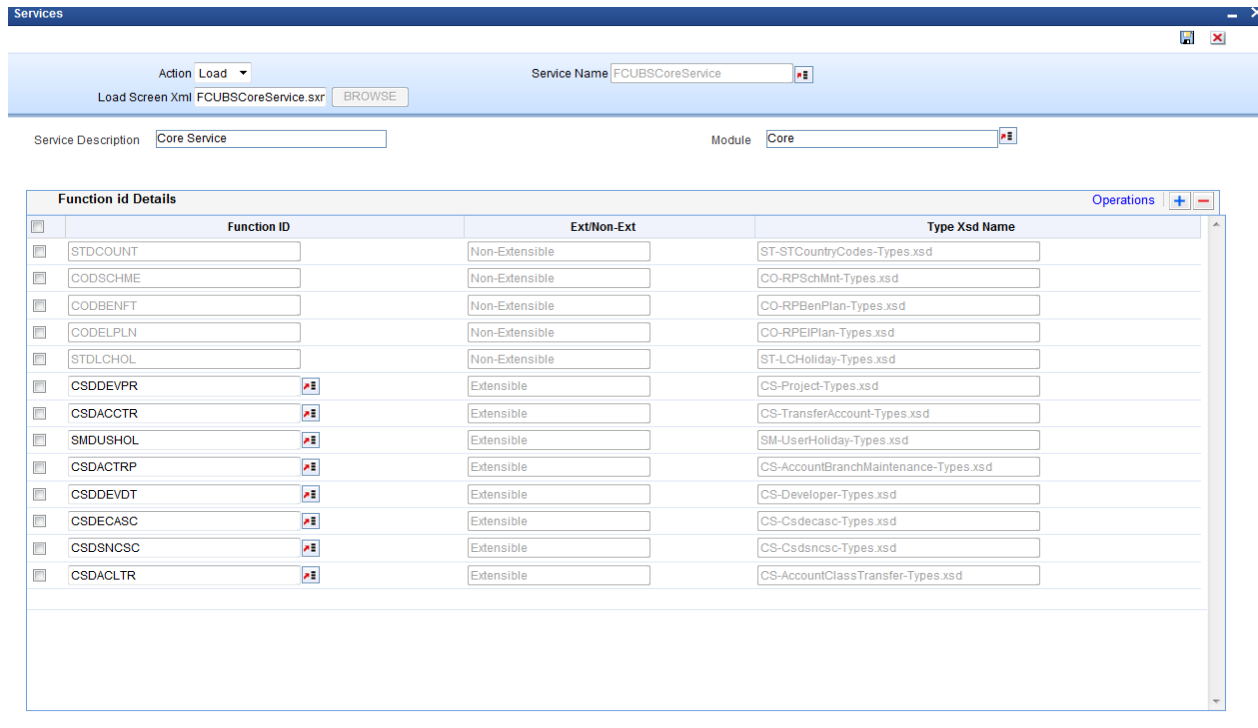 Services
Action Load Service Name FCUBSCoreService
Load Screen Xml FCUBSCoreService.sxr BROWSE
Service Description Core Service Module Core
Function id Details Operations
Function ID Ext/Non-Ext Type Xsd Name
STDCOUNT Non-Extensible ST-STCountryCodes-Types.xsd
CODSCHME Non-Extensible CO-RPSchMnt-Types.xsd
CODBENFT Non-Extensible CO-RPBenPlan-Types.xsd
CODELPLN Non-Extensible CO-RPElPlan-Types.xsd
STDLCHOL Non-Extensible ST-LCHoliday-Types.xsd
CSDDEVPR Extensible CS-Project-Types.xsd
CSDACCTR Extensible CS-TransferAccount-Types.xsd
SMDUSHOL Extensible SM-UserHoliday-Types.xsd
CSDACTRP Extensible CS-AccountBranchMaintenance-Types.xsd
CSDDEVDT Extensible CS-Developer-Types.xsd
CSDECASC Extensible CS-Csdecasc-Types.xsd
CSDSNCSC Extensible CS-Csdsncsc-Types.xsd
CSDACLTR Extensible CS-AccountClassTransfer-Types.xsd